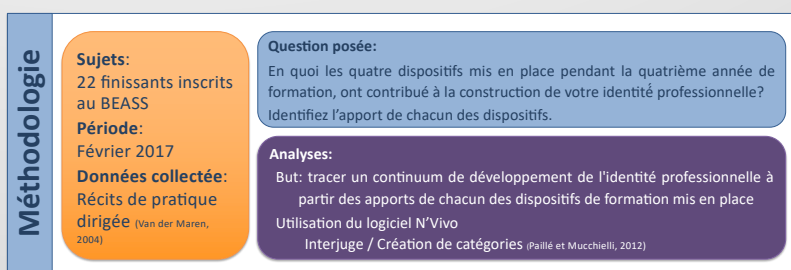 Méthodologie
Sujets:
22 finissants inscrits
au BEASS
Période:
Février 2017
Données collectée:
Récits de pratique
dirigée (Van der Maren,
2004)
Question posée:
En quoi les quatre dispositifs mis en place pendant la quatrième année de
formation, ont contribué à la construction de votre identité professionnelle?
Identifiez l'apport de chacun des dispositifs.
Analyses:
But: tracer un continuum de développement de l'identité professionnelle à
partir des apports de chacun des dispositifs de formation mis en place
Utilisation du logiciel N'Vivo
Interjuge / Création de catégories (Paillé et Mucchielli, 2012)